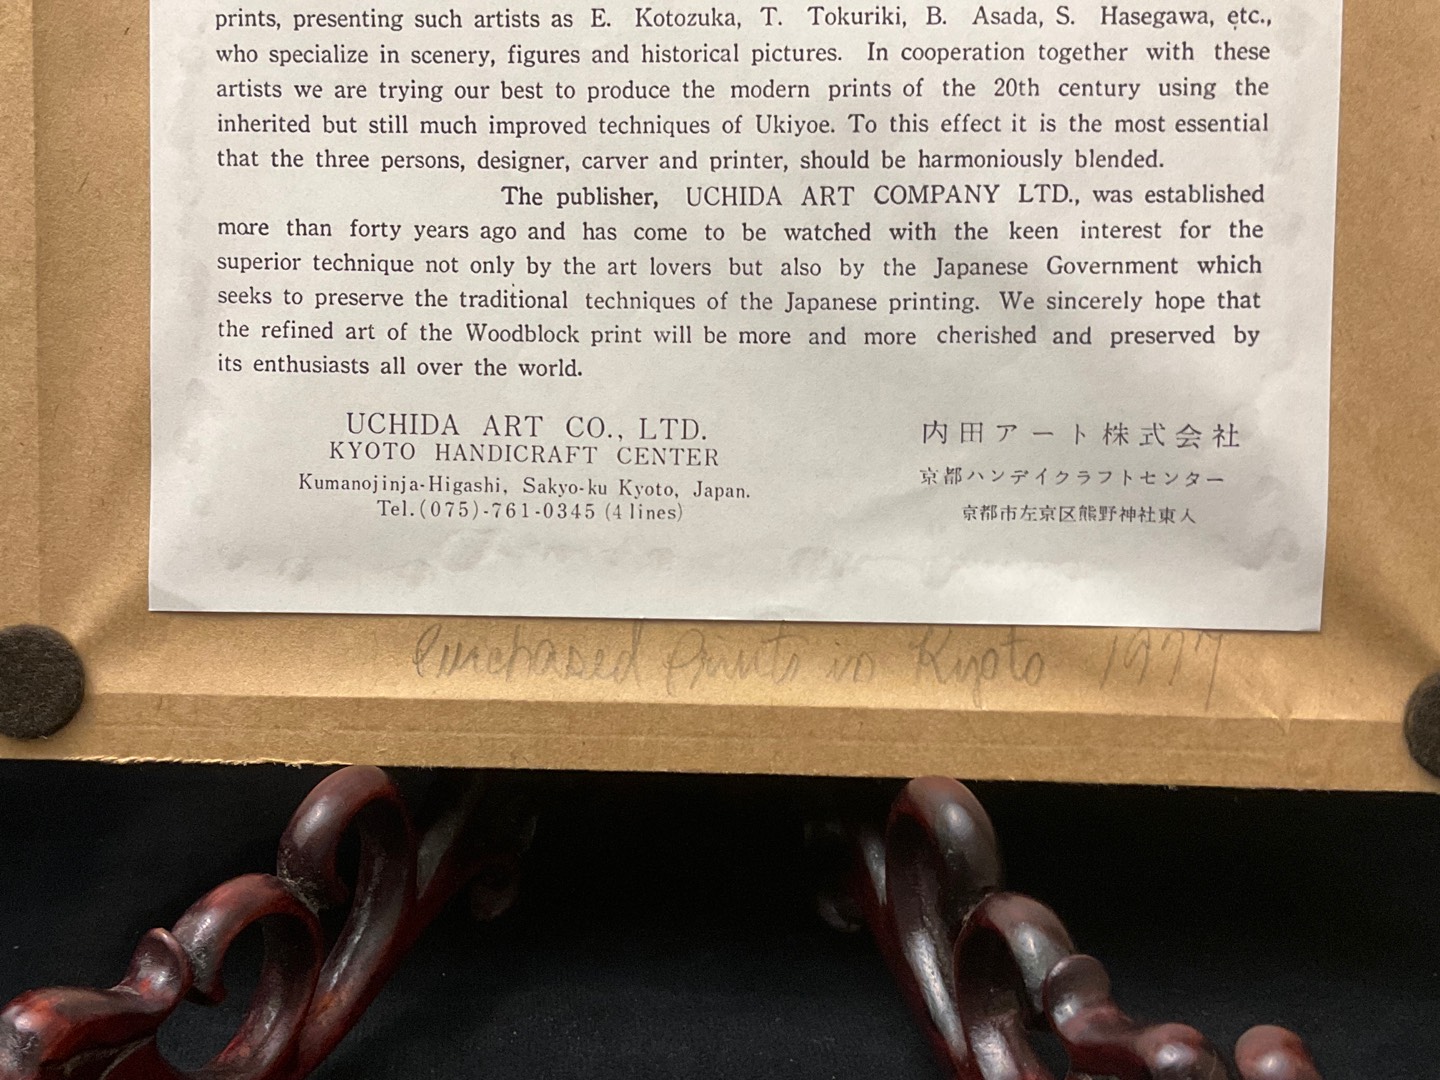 prints, presenting such artists as E. Kotozuka, T. Tokuriki, B. Asada, S. Hasegawa, etc.,
who specialize in scenery, figures and historical pictures. In cooperation together with these
artists we are trying our best to produce the modern prints of the 20th century using the
inherited but still much improved techniques of Ukiyoe. To this effect it is the most essential
that the three persons, designer, carver and printer, should be harmoniously blended.
The publisher, UCHIDA ART COMPANY LTD., was established
more than forty years ago and has come to be watched with the keen interest for the
superior technique not only by the art lovers but also by the Japanese Government which
seeks to preserve the traditional techniques of the Japanese printing. We sincerely hope that
the refined art of the Woodblock print will be more and more cherished and preserved by
its enthusiasts all over the world.
UCHIDA ART CO., LTD.
KYOTO HANDICRAFT CENTER
Kumanojinja-Higashi, Sakyo-ku Kyoto, Japan.
Tel.(075)-761-0345 (4 lines)
内田アート株式会社
京都ハンデイクラフトセンター
京都市左京区熊野神社東入
Purchased Prints in Kyoto 1977